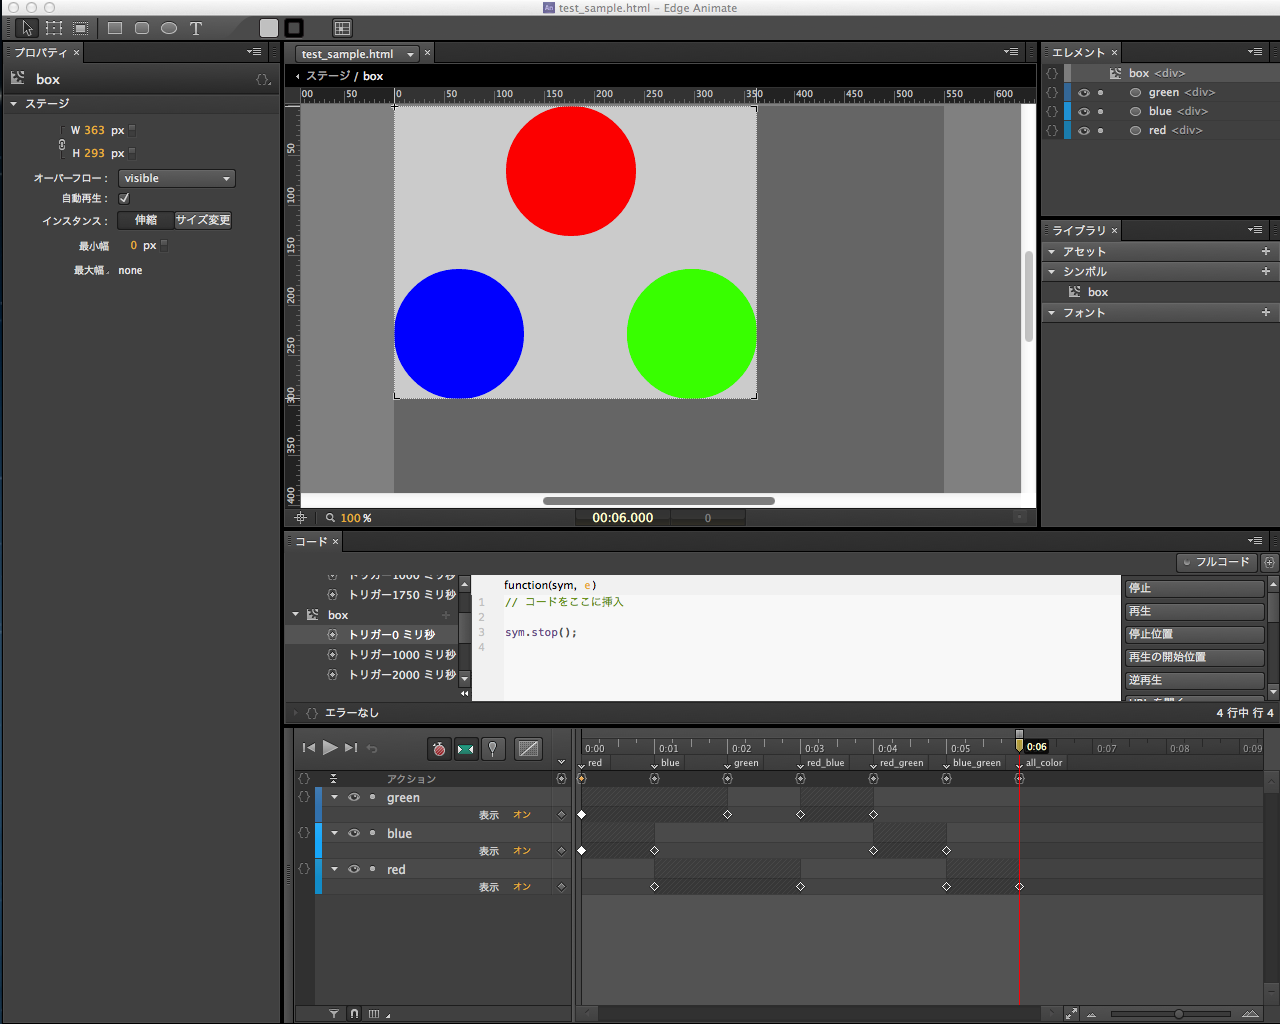 test_sample.html – Edge Animate
T
プロパティ ×
box
ステージ
W 363 px
H 293 px
オーバーフロー : visible
自動再生 :
インスタンス : 伸縮 サイズ変更
最小幅 0 px
最大幅 none
test_sample.html ×
ステージ / box
00 50 0 50 100 150 200 250 300 350 400 450 500 550 600
50
100
150
200
250
300
350
400
100 %
00:06.000
0
エレメント ×
box <div>
green <div>
blue <div>
red <div>
ライブラリ ×
アセット
シンボル
box
フォント
コード ×
フルコード
トリガー1000 ミリ秒
トリガー1750 ミリ秒
box
トリガー0 ミリ秒
トリガー1000 ミリ秒
トリガー2000 ミリ秒
function(sym, e)
1 // コードをここに挿入
2
3 sym.stop();
4
停止
再生
停止位置
再生の開始位置
逆再生
URL を開く
エラーなし
4 行中 行 4
0:00 0:01 0:02 0:03 0:04 0:05 0:06 0:07 0:08 0:09
red blue green red_blue red_green blue_green all_color
アクション
green
表示 オン
blue
表示 オン
red
表示 オン